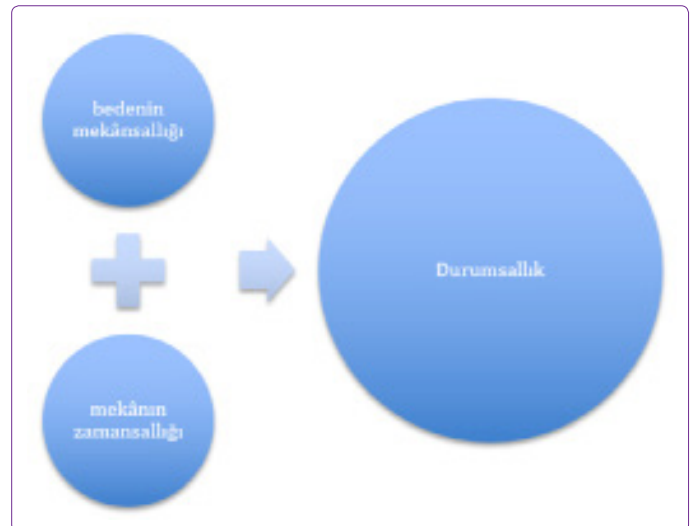 bedenin
mekânsallığı
mekânın
zamansallığı
Durumsallık